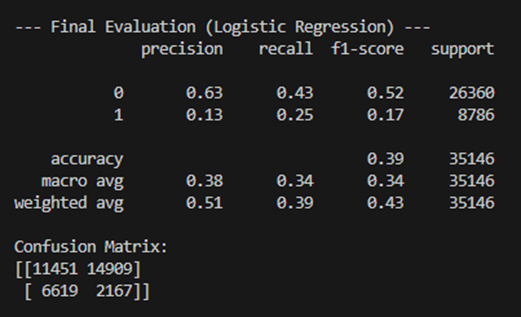 --- Final Evaluation (Logistic Regression) ---
precision recall f1-score support
0 0.63 0.43 0.52 26360
1 0.13 0.25 0.17 8786
accuracy 0.39 35146
macro avg 0.38 0.34 0.34 35146
weighted avg 0.51 0.39 0.43 35146
Confusion Matrix:
[[11451 14909]
[ 6619 2167]]